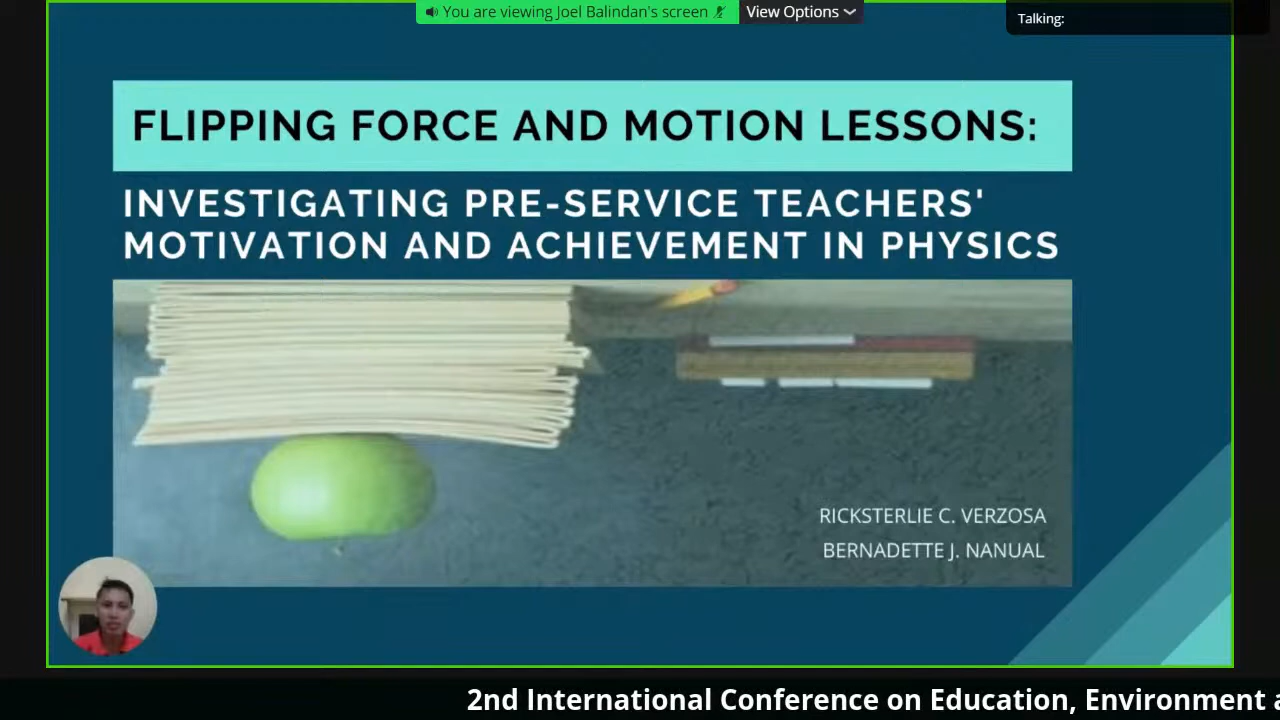 You are viewing Joel Balindan's screen
View Options
Talking:
FLIPPING FORCE AND MOTION LESSONS:
INVESTIGATING PRE-SERVICE TEACHERS'
MOTIVATION AND ACHIEVEMENT IN PHYSICS
RICKSTERLIE C. VERZOSA
BERNADETTE J. NANUAL
2nd International Conference on Education, Environment a